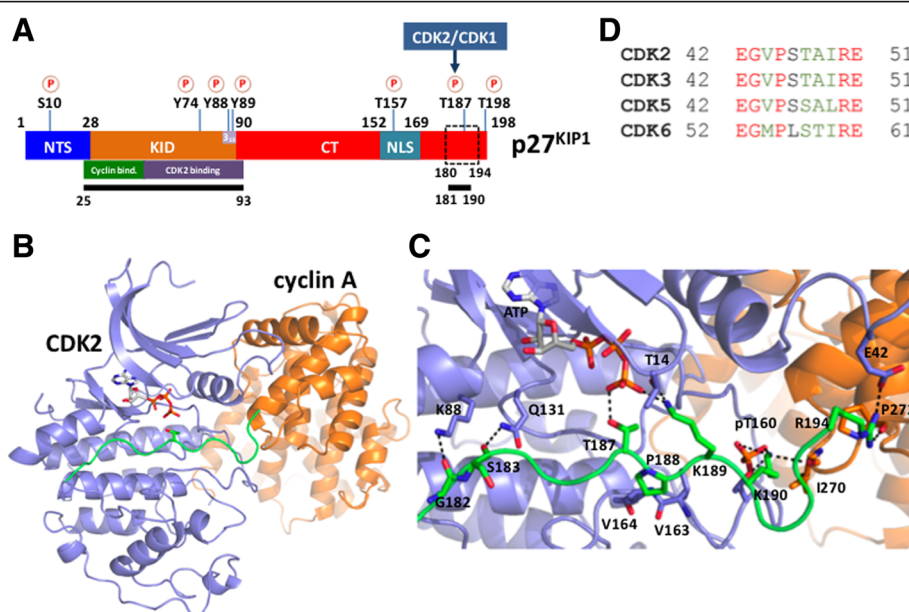 A
CDK2/CDK1
P P P P P P P
S10 Y74 Y88 Y89 T157 T187 T198
1 28 90 152 169 198
NTS KID CT NLS p27KIP1
Cyclin bind. CDK2 binding 180 194
25 93 181 190
D
CDK2 42 EGVPSTAIRE 51
CDK3 42 EGVPSTAIRE 51
CDK5 42 EGVPSSALRE 51
CDK6 52 EGMPLSTIRE 61
B
cyclin A
CDK2
C
ATP
T14
E42
K88
Q131
pT160
R194
T187
S183
P188
K189
G182
K190
I270
V164
V163